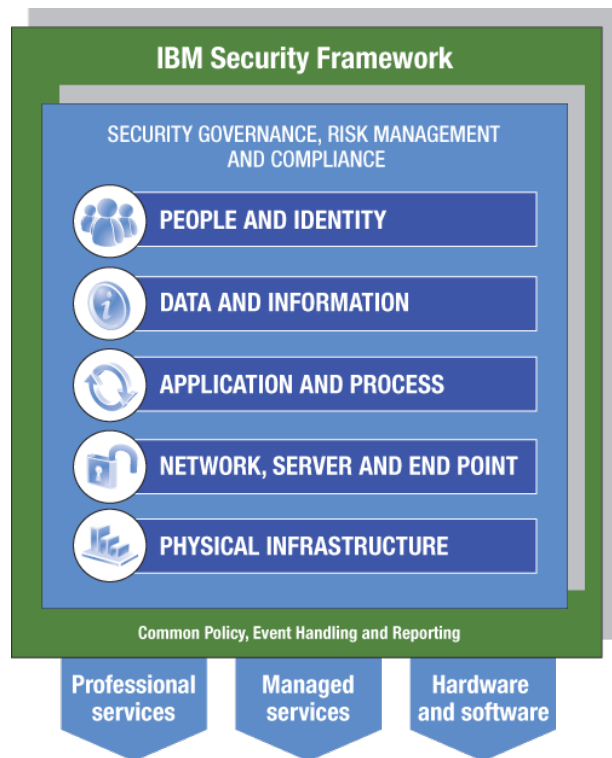 IBM Security Framework
SECURITY GOVERNANCE, RISK MANAGEMENT
AND COMPLIANCE
PEOPLE AND IDENTITY
DATA AND INFORMATION
APPLICATION AND PROCESS
NETWORK, SERVER AND END POINT
PHYSICAL INFRASTRUCTURE
Common Policy, Event Handling and Reporting
Professional
services
Managed
services
Hardware
and software